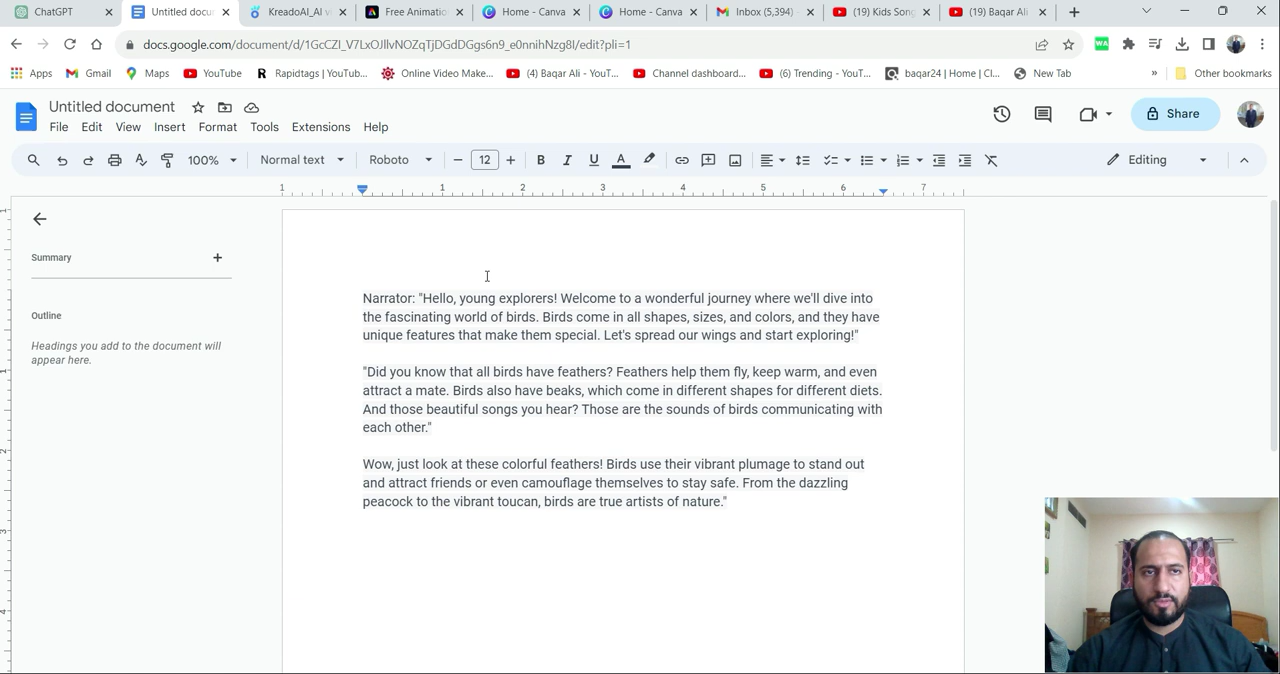 ChatGPT
Untitled docu
KreadoAI_AI v
Free Animatio
Home - Canva
Home - Canva
Inbox (5,394)
(19) Kids Song
(19) Baqar Ali
docs.google.com/document/d/1GcCZI_V7LxOJllvNOZqTjDGdDGgs6n9_e0nnihNzg8I/edit?pli=1
WA
Apps
Gmail
Maps
YouTube
Rapidtags | YouTub...
Online Video Make...
(4) Baqar Ali - YouT...
Channel dashboard...
(6) Trending - YouT...
baqar24 | Home | Cl...
New Tab
»
Other bookmarks
Untitled document
File Edit View Insert Format Tools Extensions Help
Share
100% Normal text Roboto 12 B I U A Editing
1 1 2 3 4 5 6 7
Summary
Outline
Headings you add to the document will
appear here.
Narrator: "Hello, young explorers! Welcome to a wonderful journey where we'll dive into
the fascinating world of birds. Birds come in all shapes, sizes, and colors, and they have
unique features that make them special. Let's spread our wings and start exploring!"
"Did you know that all birds have feathers? Feathers help them fly, keep warm, and even
attract a mate. Birds also have beaks, which come in different shapes for different diets.
And those beautiful songs you hear? Those are the sounds of birds communicating with
each other."
Wow, just look at these colorful feathers! Birds use their vibrant plumage to stand out
and attract friends or even camouflage themselves to stay safe. From the dazzling
peacock to the vibrant toucan, birds are true artists of nature."